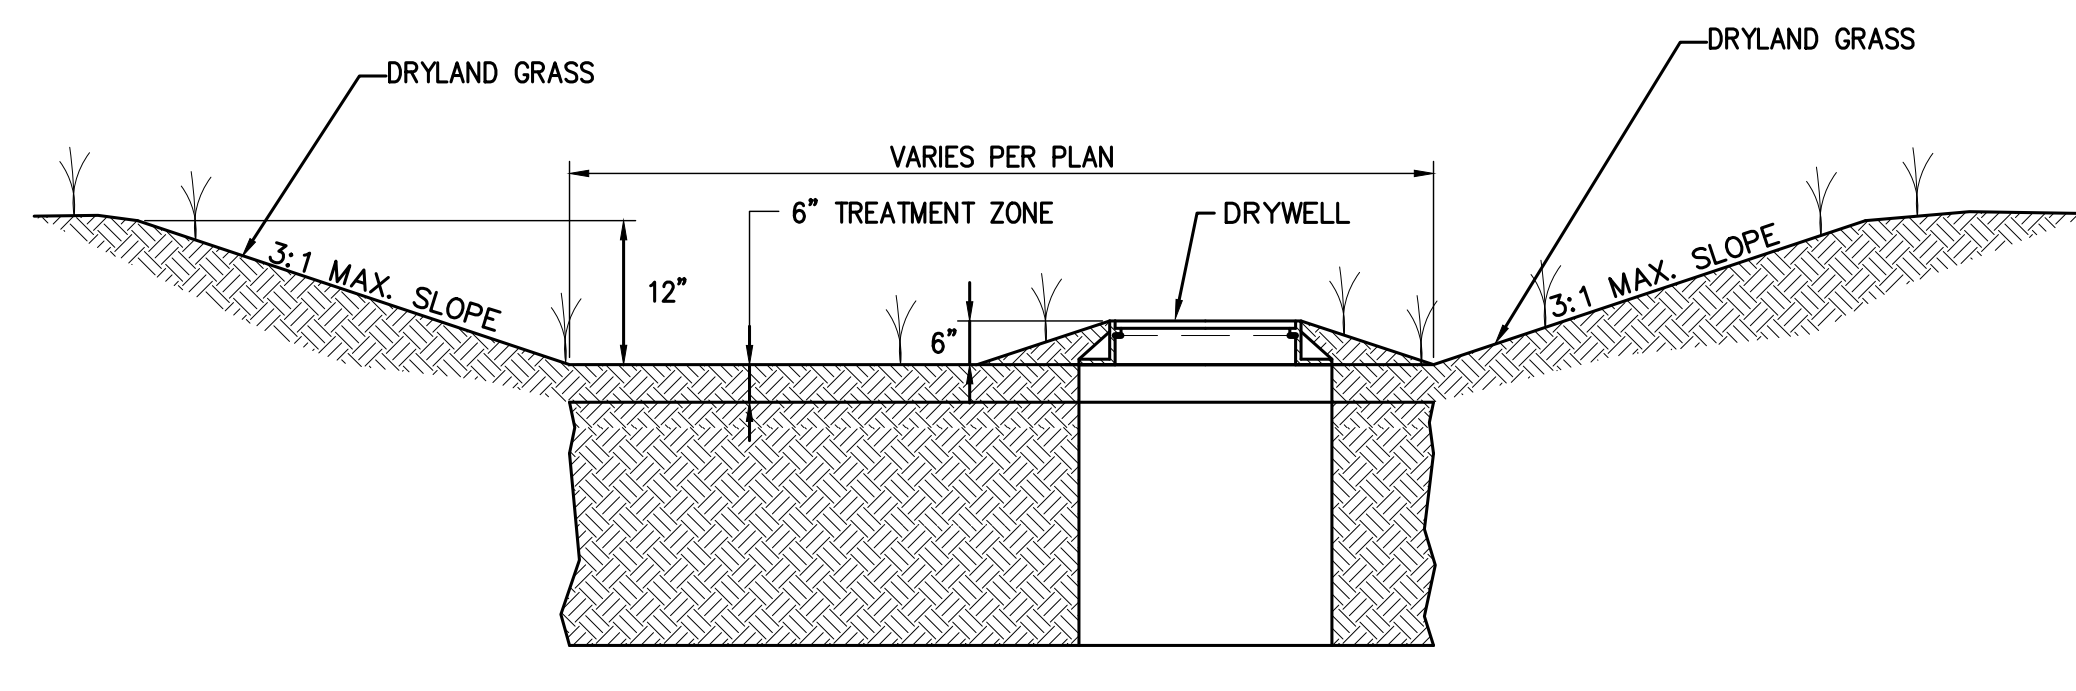 DRYLAND GRASS
DRYLAND GRASS
VARIES PER PLAN
6" TREATMENT ZONE
DRYWELL
3:1 MAX. SLOPE
3:1 MAX. SLOPE
12"
6"